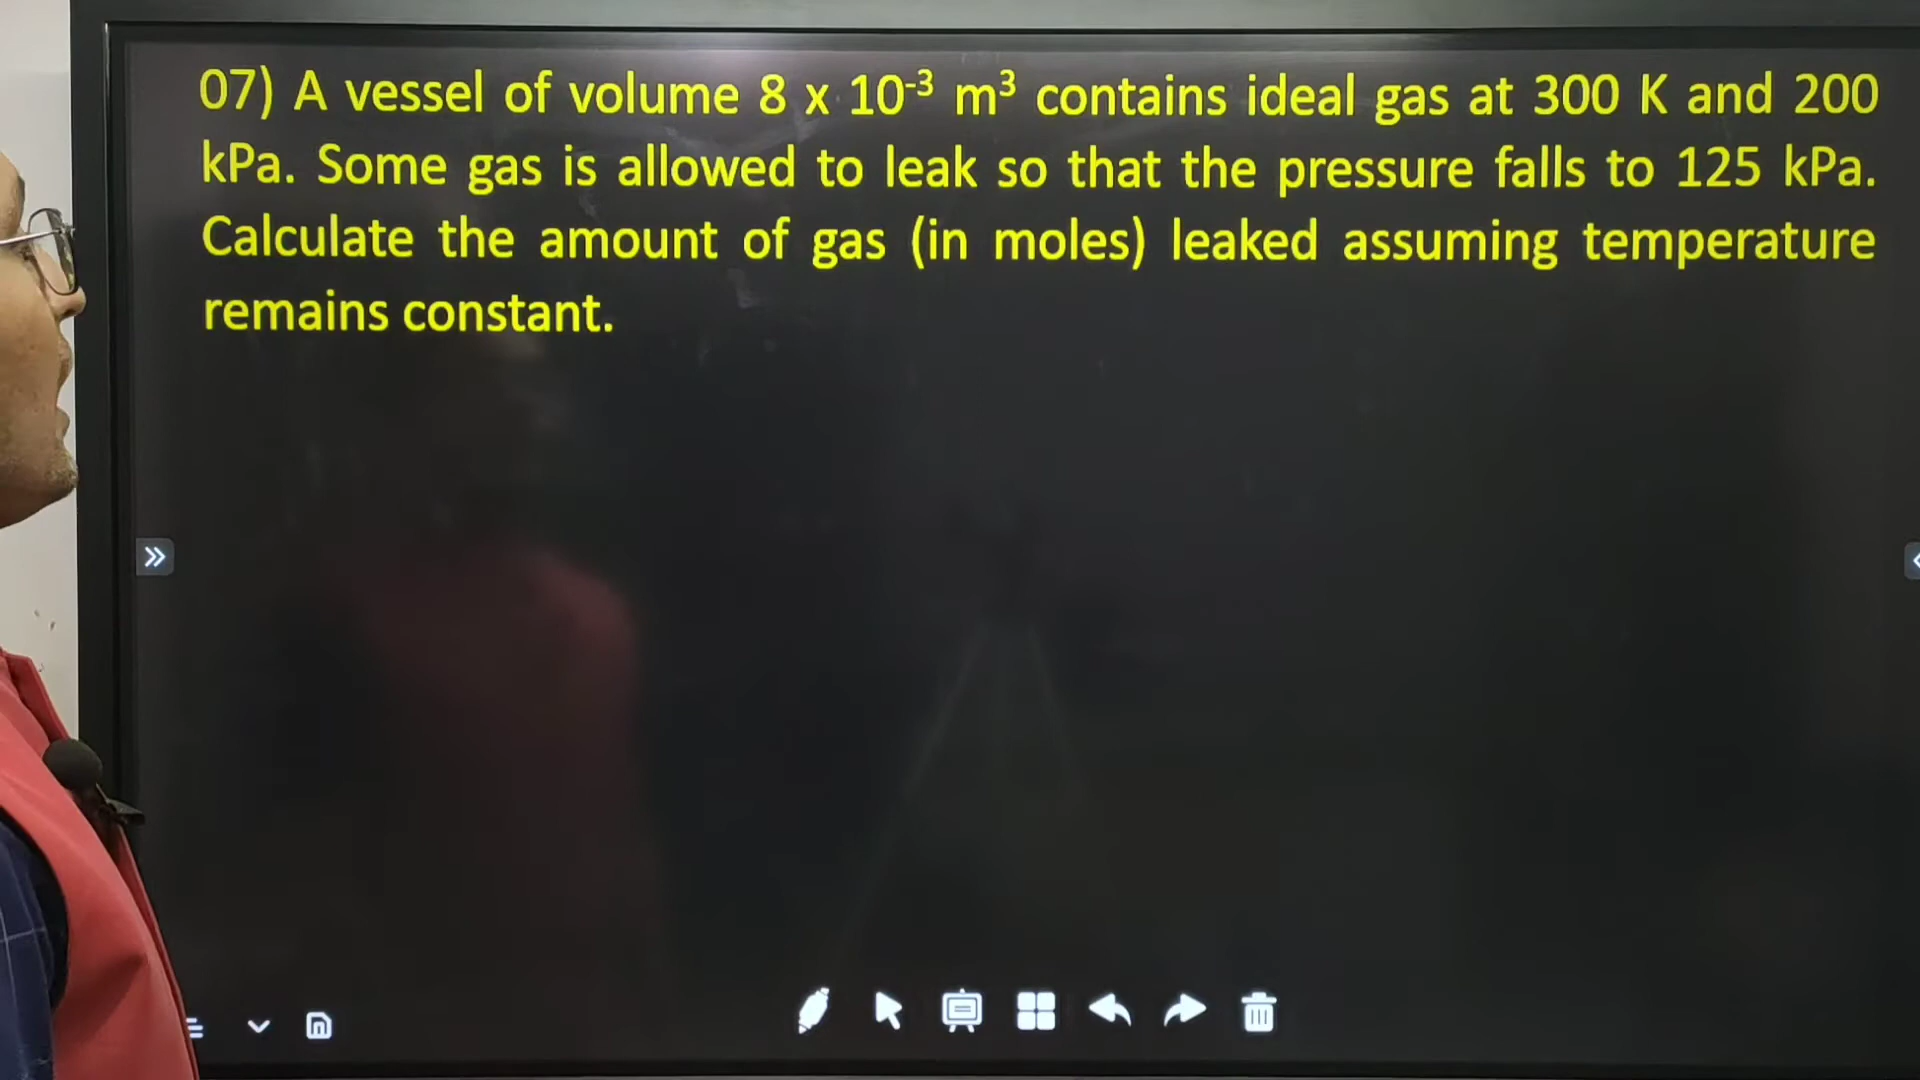 07) A vessel of volume 8 x 10⁻³ m³ contains ideal gas at 300 K and 200
kPa. Some gas is allowed to leak so that the pressure falls to 125 kPa.
Calculate the amount of gas (in moles) leaked assuming temperature
remains constant.